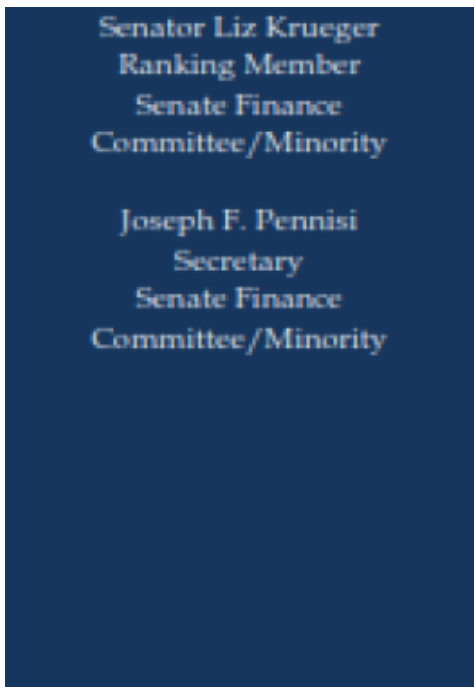 Senator Liz Krueger
Ranking Member
Senate Finance
Committee/Minority
Joseph F. Pennisi
Secretary
Senate Finance
Committee/Minority